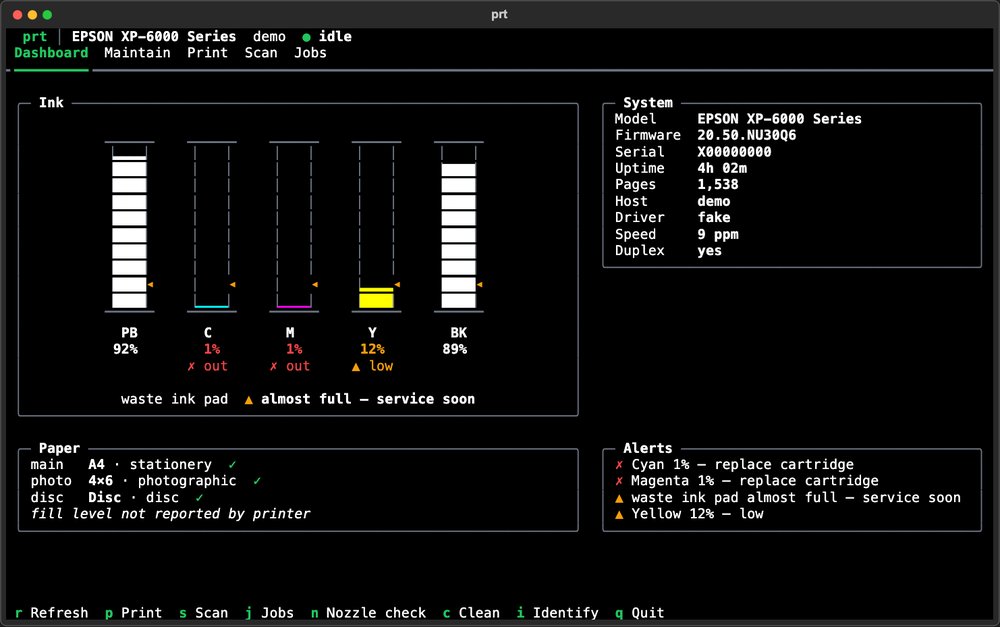 prt
prt │ EPSON XP-6000 Series demo ● idle
Dashboard Maintain Print Scan Jobs
Ink
PB C M Y BK
92% 1% 1% 12% 89%
✗ out ✗ out ▲ low
waste ink pad ▲ almost full — service soon
System
Model EPSON XP-6000 Series
Firmware 20.50.NU30Q6
Serial X00000000
Uptime 4h 02m
Pages 1,538
Host demo
Driver fake
Speed 9 ppm
Duplex yes
Paper
main A4 · stationery ✓
photo 4×6 · photographic ✓
disc Disc · disc ✓
fill level not reported by printer
Alerts
✗ Cyan 1% — replace cartridge
✗ Magenta 1% — replace cartridge
▲ waste ink pad almost full — service soon
▲ Yellow 12% — low
r Refresh p Print s Scan j Jobs n Nozzle check c Clean i Identify q Quit